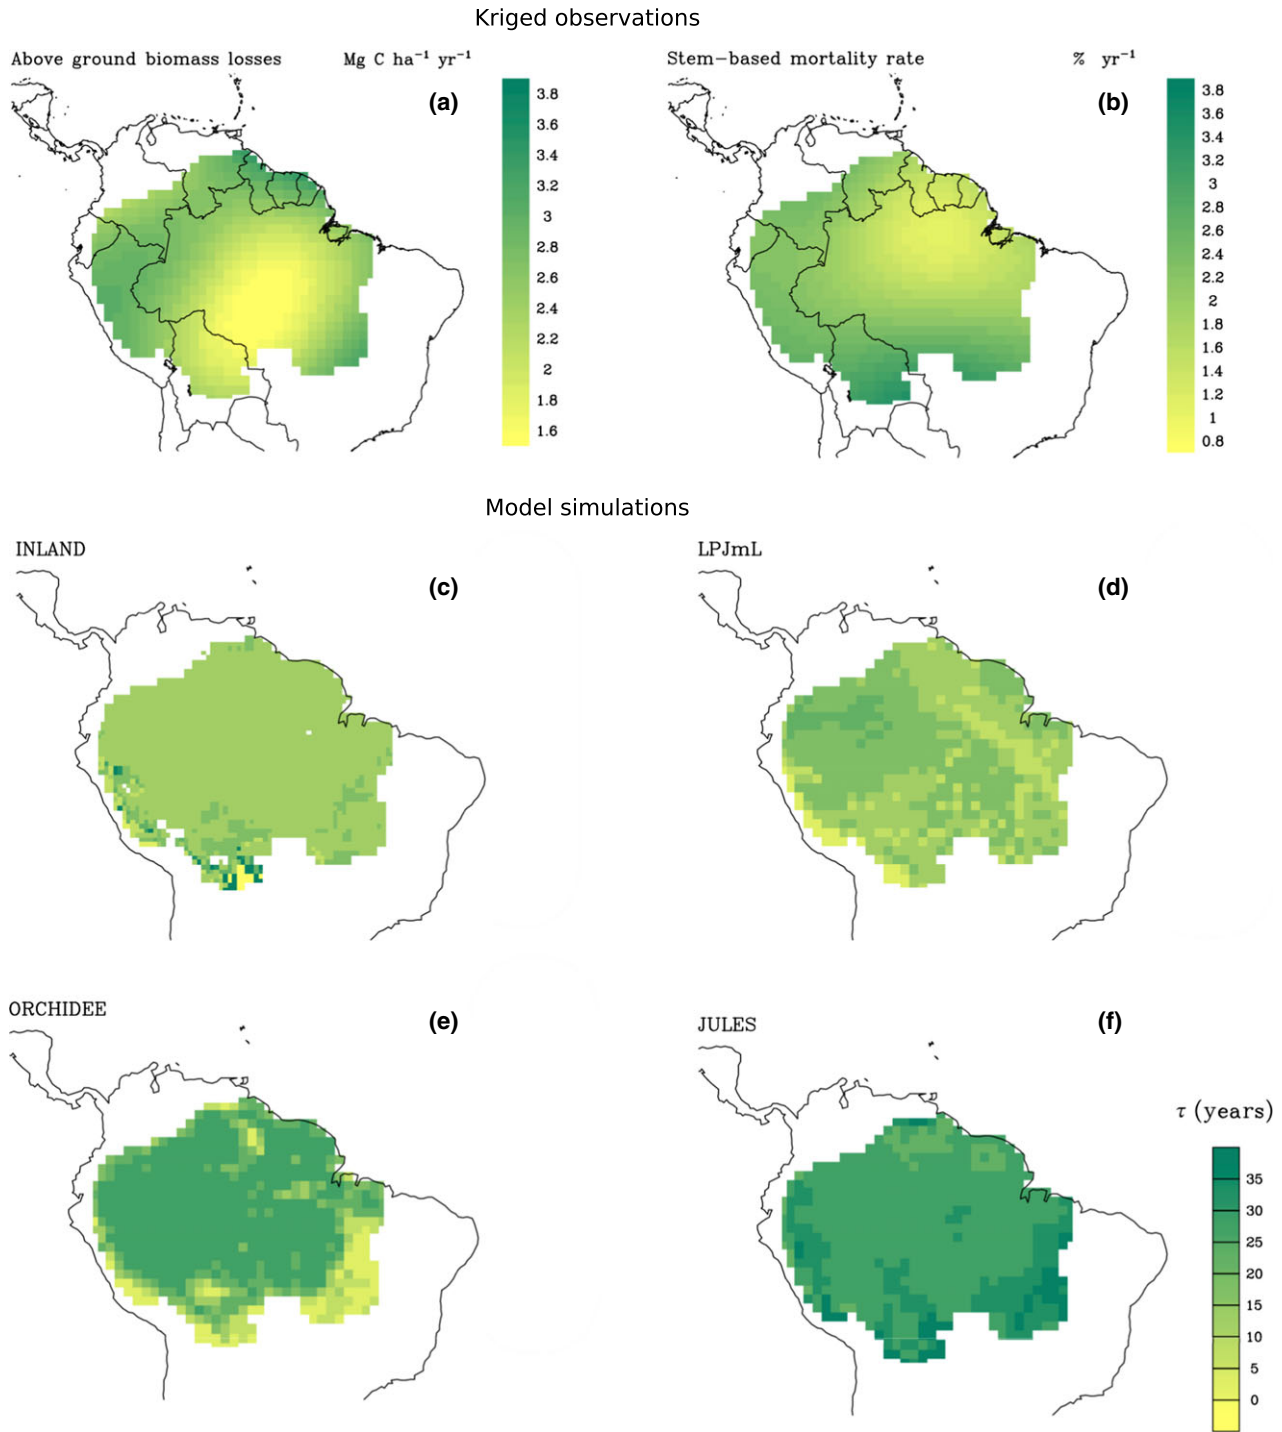 Kriged observations
Above ground biomass losses Mg C ha⁻¹ yr⁻¹
(a)
3.8
3.6
3.4
3.2
3
2.8
2.6
2.4
2.2
2
1.8
1.6
Stem−based mortality rate % yr⁻¹
(b)
3.8
3.6
3.4
3.2
3
2.8
2.6
2.4
2.2
2
1.8
1.6
1.4
1.2
1
0.8
Model simulations
INLAND
(c)
LPJmL
(d)
ORCHIDEE
(e)
JULES
(f)
τ (years)
35
30
25
20
15
10
5
0